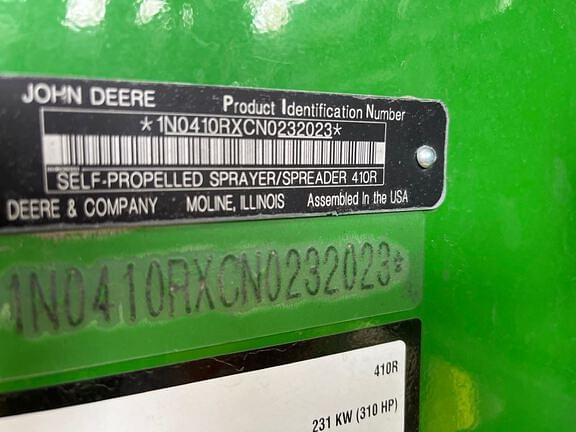 JOHN DEERE Product Identification Number
*1N0410RXCN0232023*
SELF-PROPELLED SPRAYER/SPREADER 410R
DEERE & COMPANY MOLINE, ILLINOIS Assembled in the USA
1N0410RXCN0232023*
410R
231 KW (310 HP)